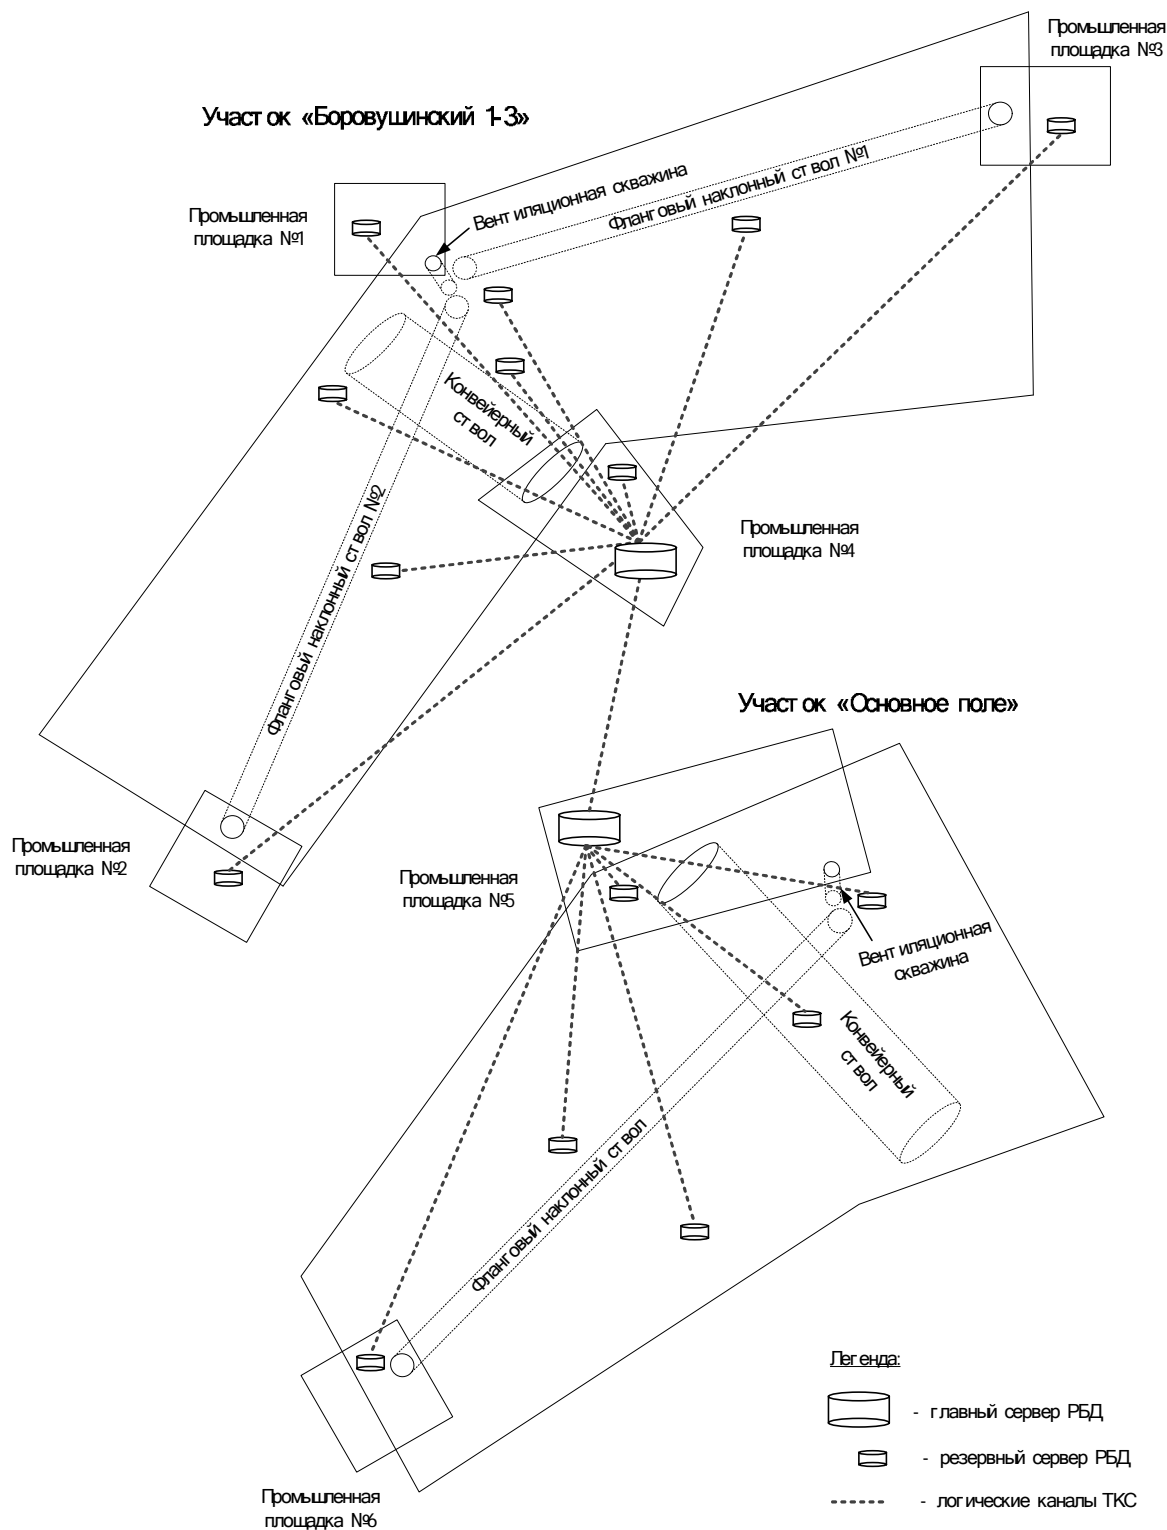 Промышленная
площадка №3
Участок «Боровушинский 1-3»
Вентиляционная скважина
Фланговый наклонный ствол №1
Промышленная
площадка №1
Конвейерный
ствол
Фланговый наклонный ствол №2
Промышленная
площадка №4
Участок «Основное поле»
Промышленная
площадка №2
Промышленная
площадка №5
Вентиляционная
скважина
Конвейерный
ствол
Фланговый наклонный ствол
Легенда:
- главный сервер РБД
- резервный сервер РБД
- логические каналы ТКС
Промышленная
площадка №6